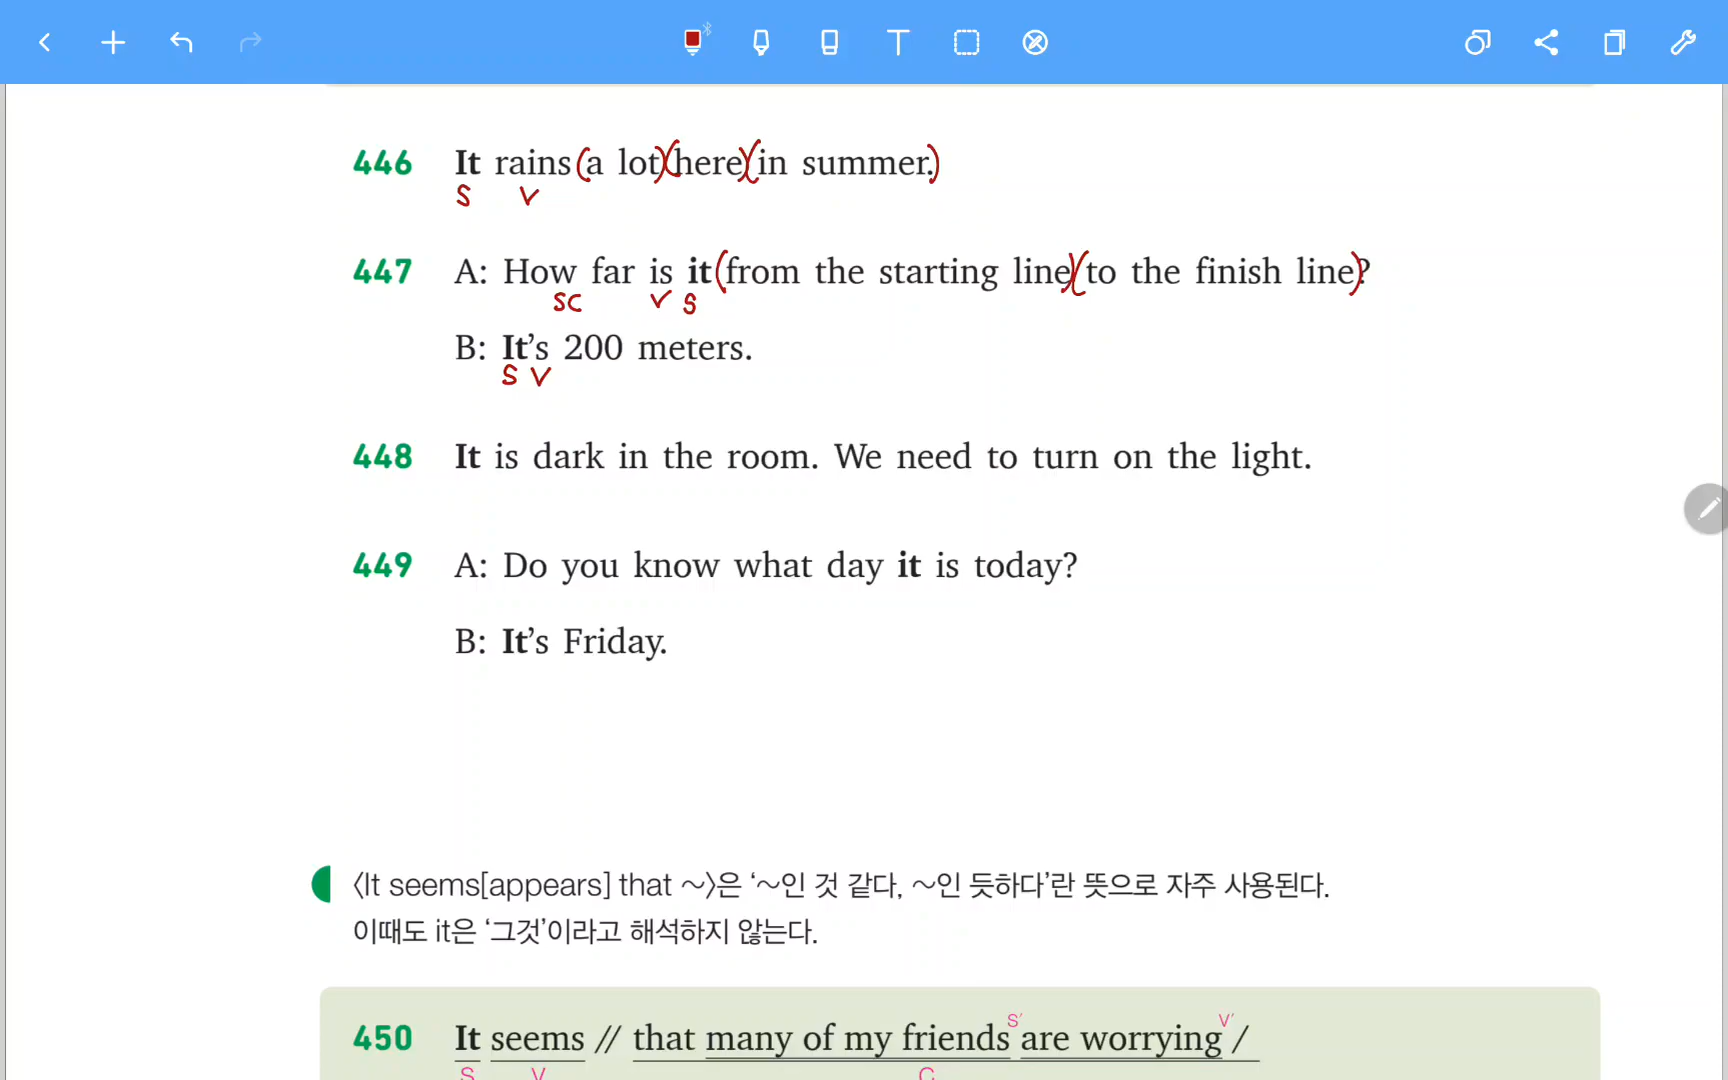 446 It rains (a lot) (here) (in summer.)
S V
447 A: How far is it (from the starting line) (to the finish line)?
SC V S
B: It's 200 meters.
S V
448 It is dark in the room. We need to turn on the light.
449 A: Do you know what day it is today?
B: It's Friday.
〈It seems[appears] that ~〉은 ‘~인 것 같다, ~인 듯하다’란 뜻으로 자주 사용된다.
이때도 it은 ‘그것’이라고 해석하지 않는다.
S′ V′
450 It seems // that many of my friends are worrying /
S V C